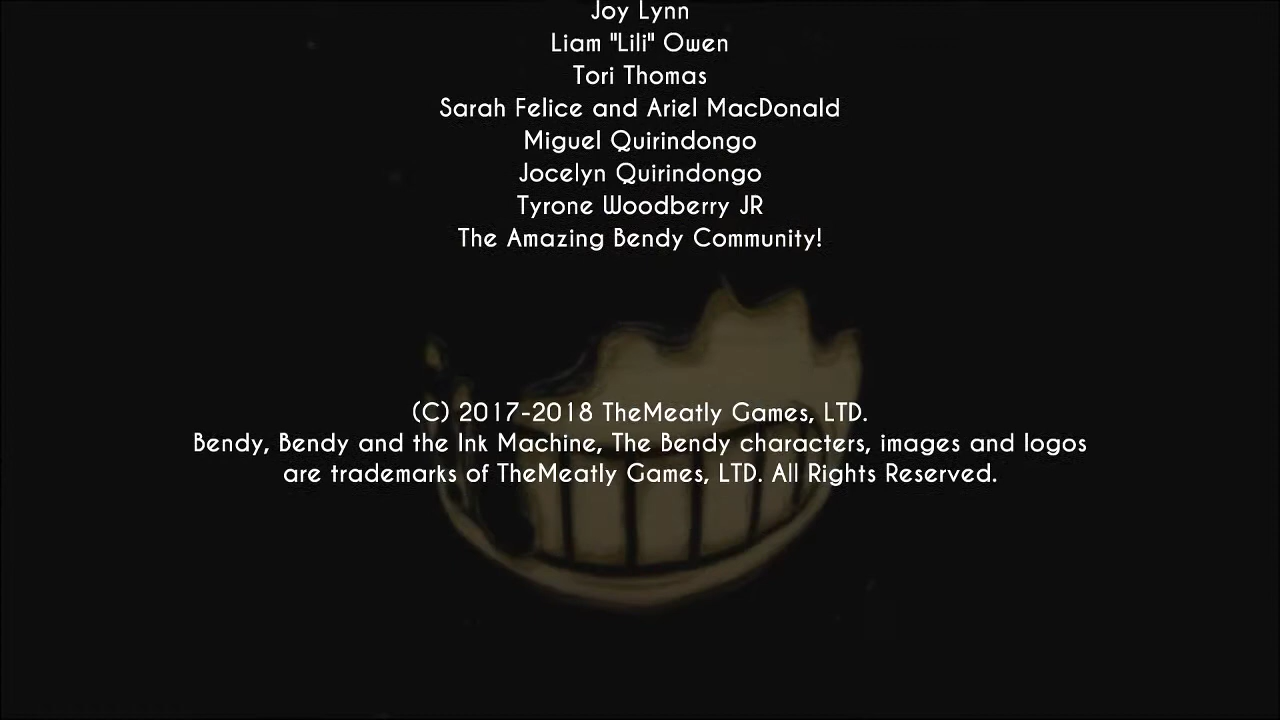 Joy Lynn
Liam "Lili" Owen
Tori Thomas
Sarah Felice and Ariel MacDonald
Miguel Quirindongo
Jocelyn Quirindongo
Tyrone Woodberry JR
The Amazing Bendy Community!
(C) 2017-2018 TheMeatly Games, LTD.
Bendy, Bendy and the Ink Machine, The Bendy characters, images and logos
are trademarks of TheMeatly Games, LTD. All Rights Reserved.